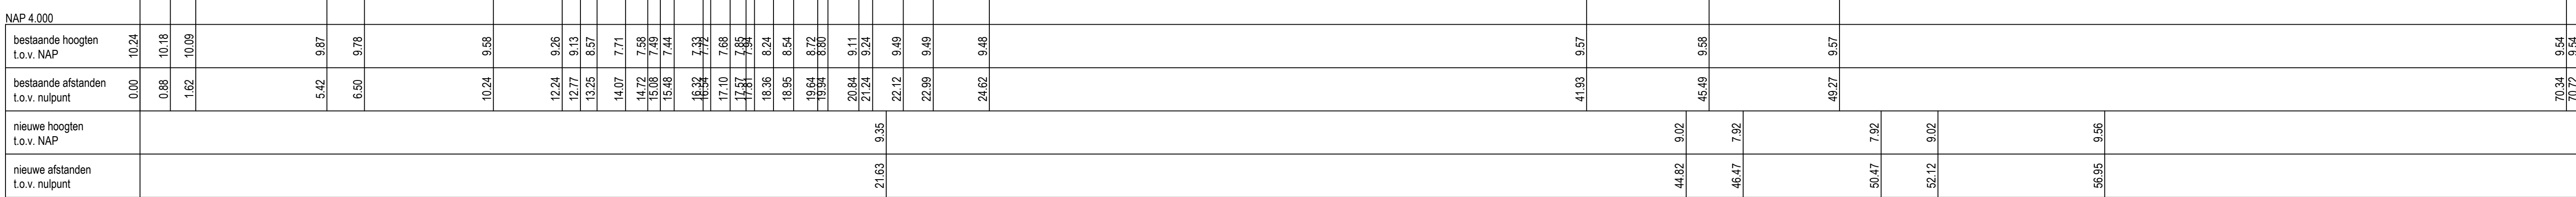 NAP 4.000
bestaande hoogten
t.o.v. NAP
10.24 10.18 10.09 9.87 9.78 9.58 9.26 9.13 8.57 7.71 7.58 7.49 7.44 7.33 7.72 7.68 7.85 7.94 8.24 8.54 8.72 8.80 9.11 9.24 9.49 9.49 9.48 9.57 9.58 9.57 9.54 9.54
bestaande afstanden
t.o.v. nulpunt
0.00 0.88 1.62 5.42 6.50 10.24 12.24 12.77 13.25 14.07 14.72 15.08 15.48 16.32 16.54 17.10 17.57 17.81 18.36 18.95 19.64 19.94 20.84 21.24 22.12 22.99 24.62 41.93 45.49 49.27 70.34 70.72
nieuwe hoogten
t.o.v. NAP
9.35 9.02 7.92 7.92 9.02 9.56
nieuwe afstanden
t.o.v. nulpunt
21.63 44.82 46.47 50.47 52.12 56.95